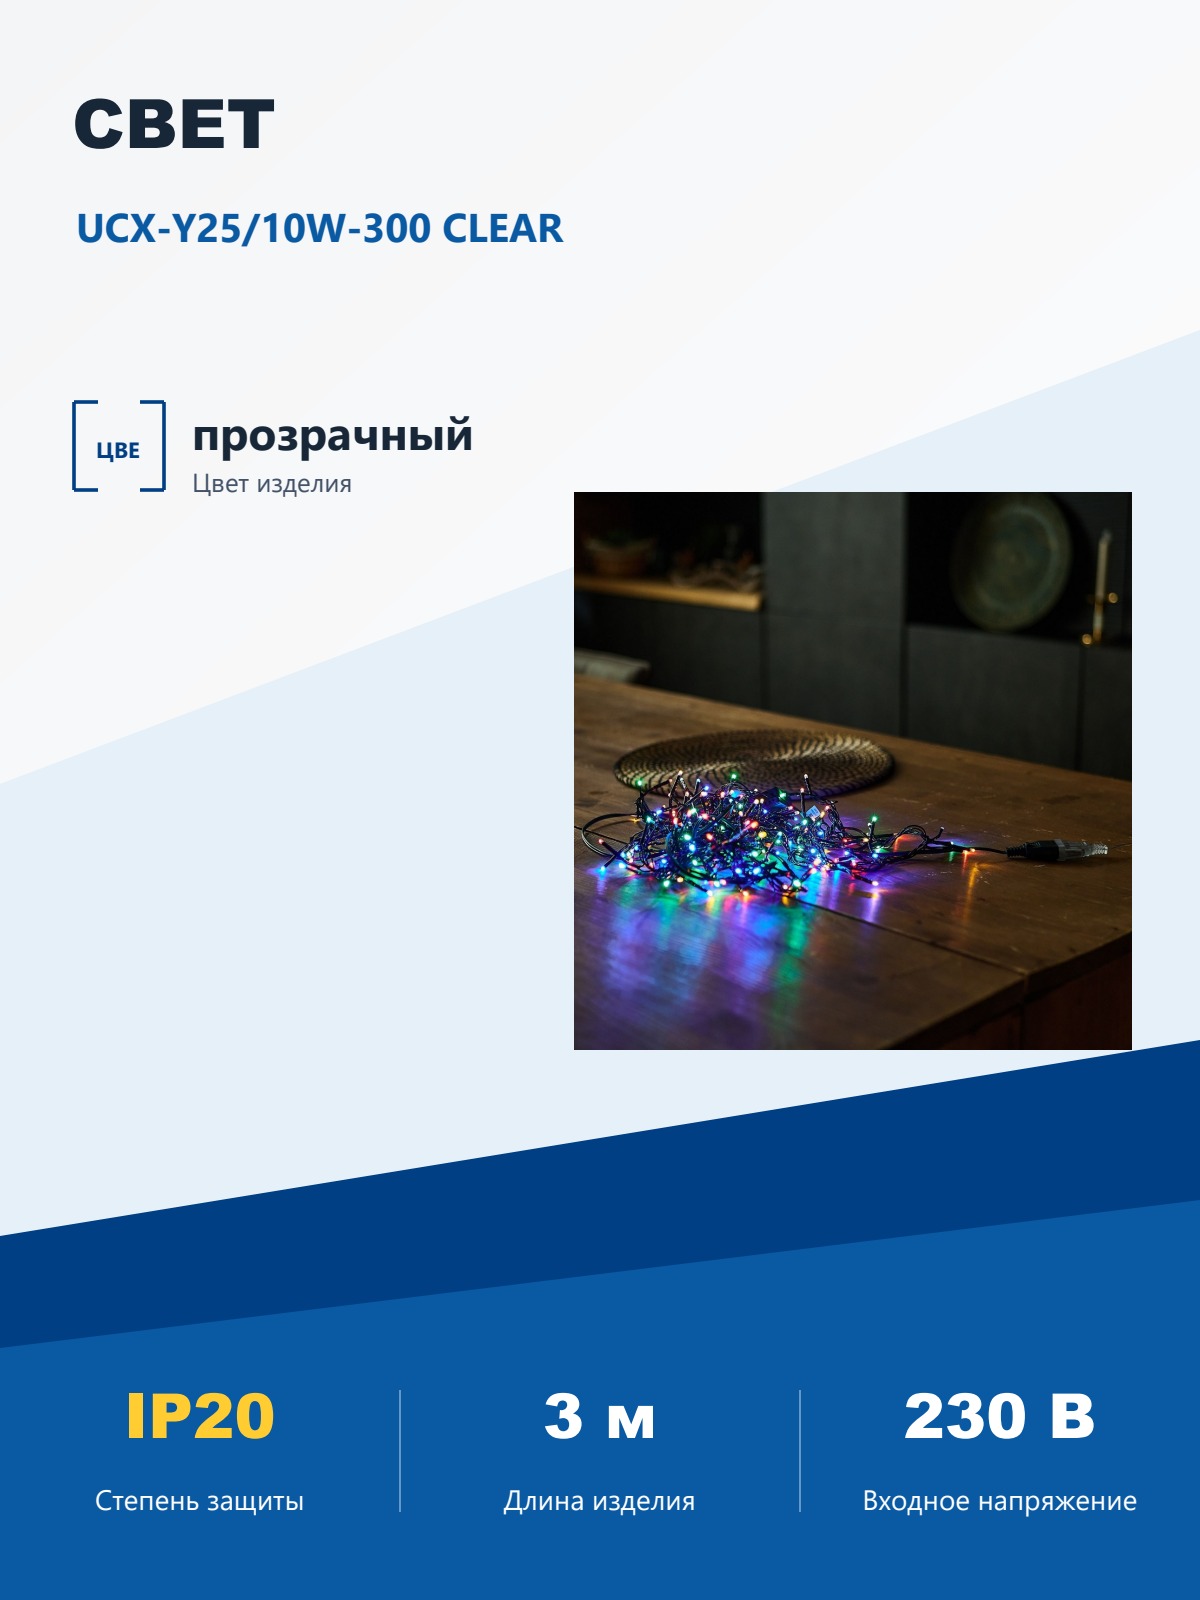 СВЕТ
UCX-Y25/10W-300 CLEAR
ЦВЕ
прозрачный
Цвет изделия
IP20
Степень защиты
3 м
Длина изделия
230 В
Входное напряжение